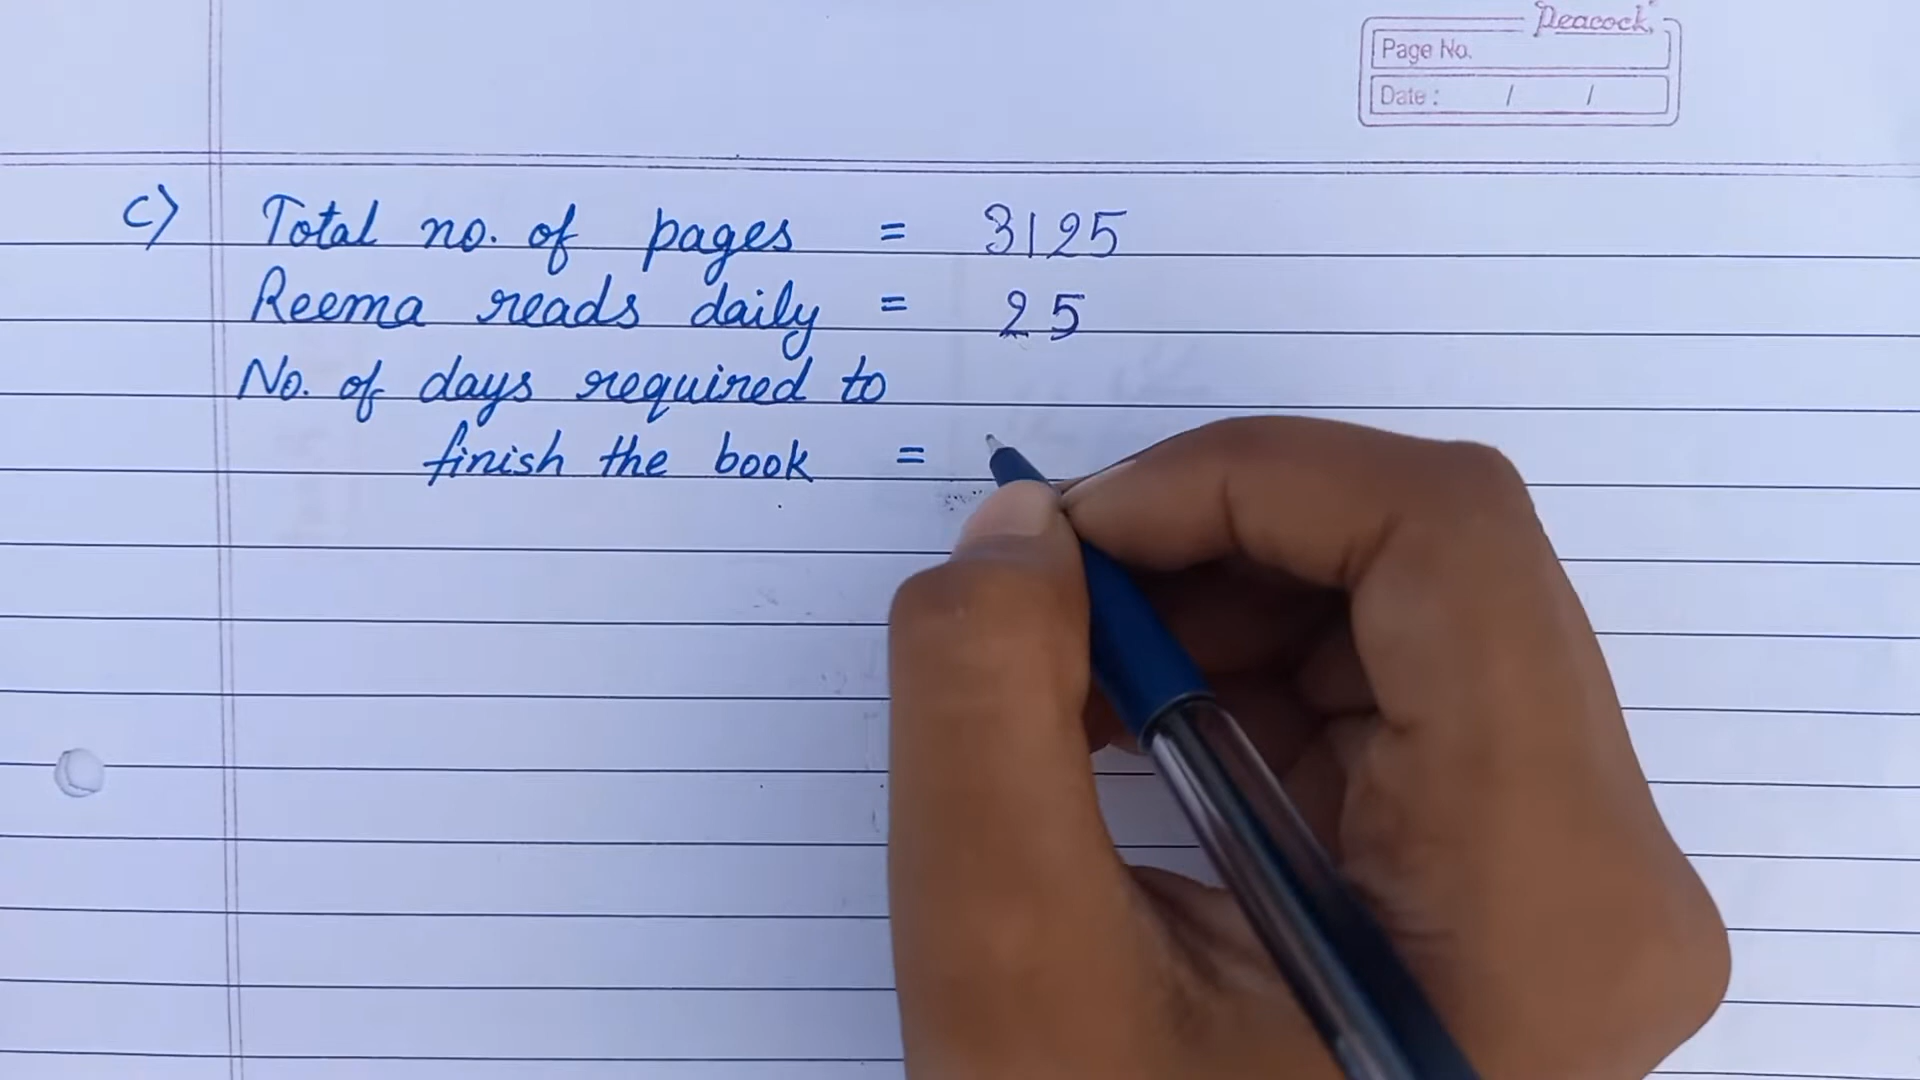 Peacock
Page No.
Date : / /
c) Total no. of pages = 3125
Reema reads daily = 25
No. of days required to
finish the book =